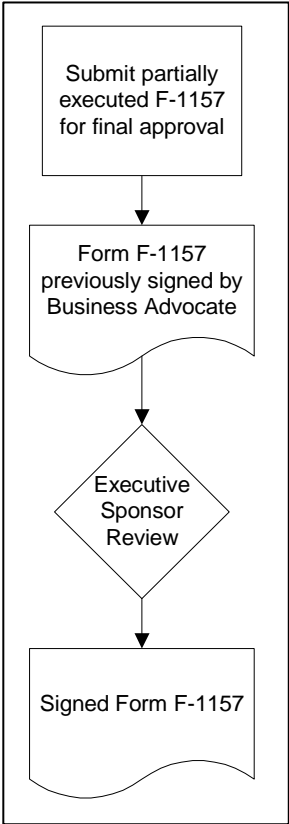 Submit partially
executed F-1157
for final approval
Form F-1157
previously signed by
Business Advocate
Executive
Sponsor
Review
Signed Form F-1157